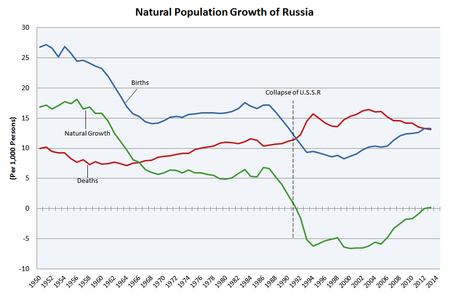 Natural Population Growth of Russia
30
25
20
15
10
5
0
-5
-10
(Per 1,000 Persons)
Births
Collapse of U.S.S.R
Natural Growth
Deaths
1950 1952 1954 1956 1958 1960 1962 1964 1966 1968 1970 1972 1974 1976 1978 1980 1982 1984 1986 1988 1990 1992 1994 1996 1998 2000 2002 2004 2006 2008 2010 2012 2014